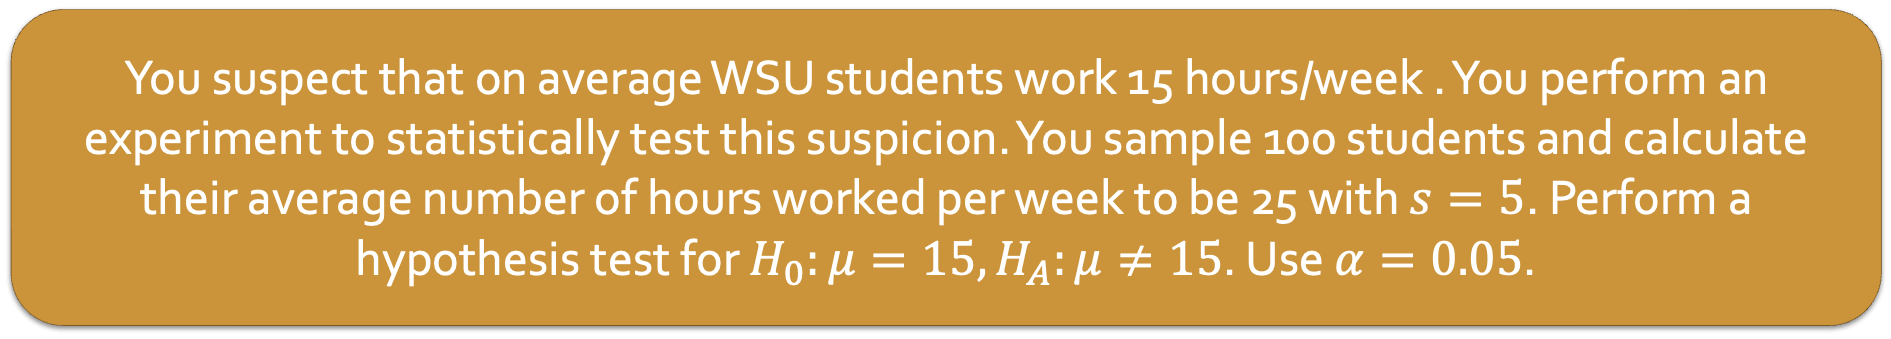 You suspect that on average WSU students work 15 hours/week . You perform an
experiment to statistically test this suspicion. You sample 100 students and calculate
their average number of hours worked per week to be 25 with 𝑠 = 5. Perform a
hypothesis test for 𝐻₀: 𝜇 = 15, 𝐻_A: 𝜇 ≠ 15. Use 𝛼 = 0.05.